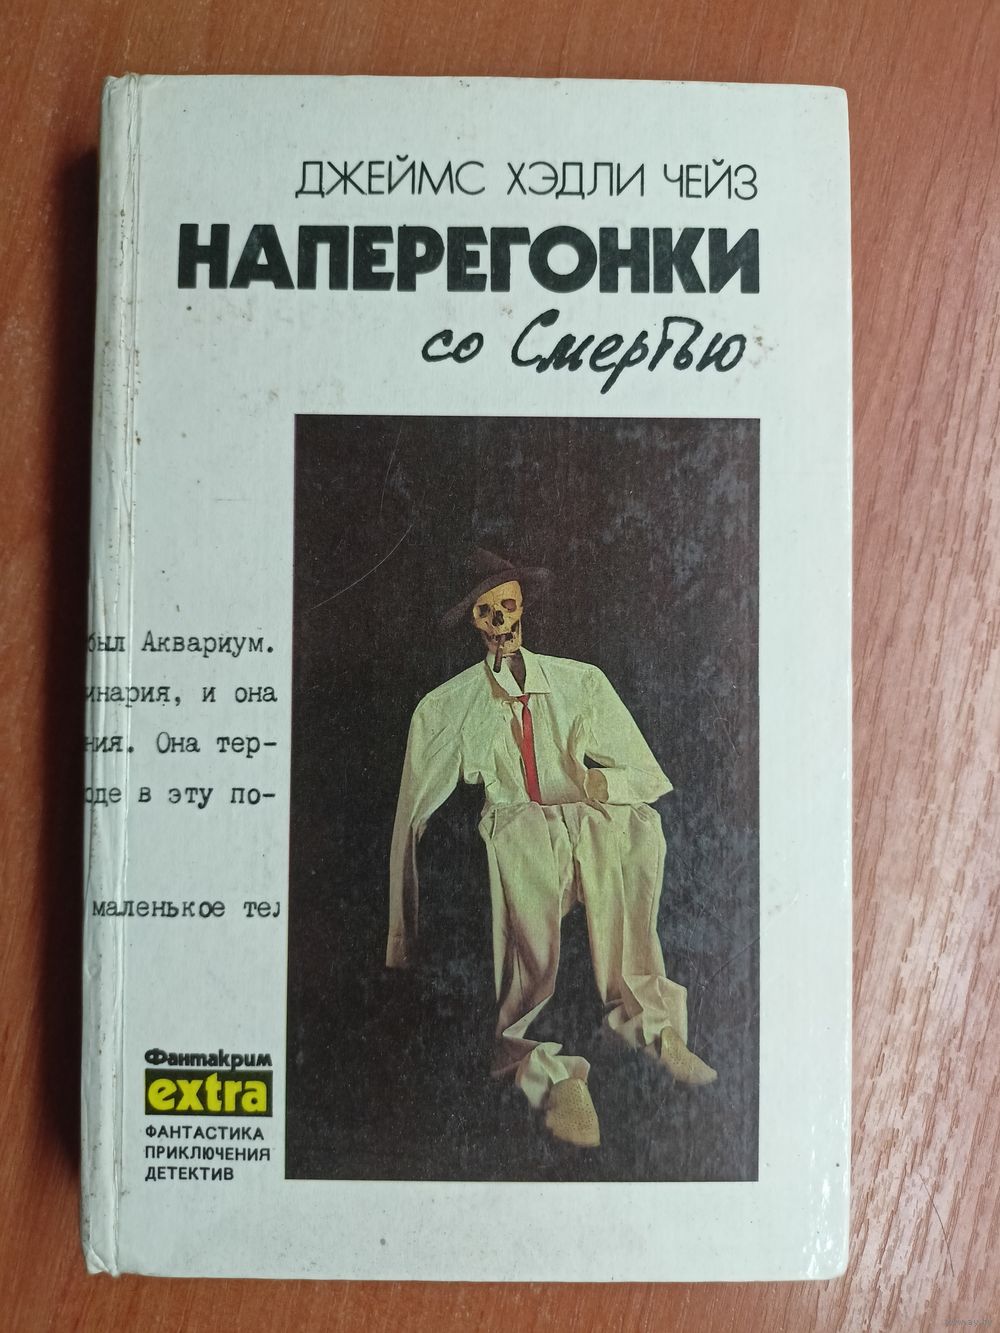 ДЖЕЙМС ХЭДЛИ ЧЕЙЗ
НАПЕРЕГОНКИ
со Смертью
был Аквариум.
инария, и она
ния. Она тер-
оде в эту по-
маленькое тел
Фантакрим
extra
ФАНТАСТИКА
ПРИКЛЮЧЕНИЯ
ДЕТЕКТИВ